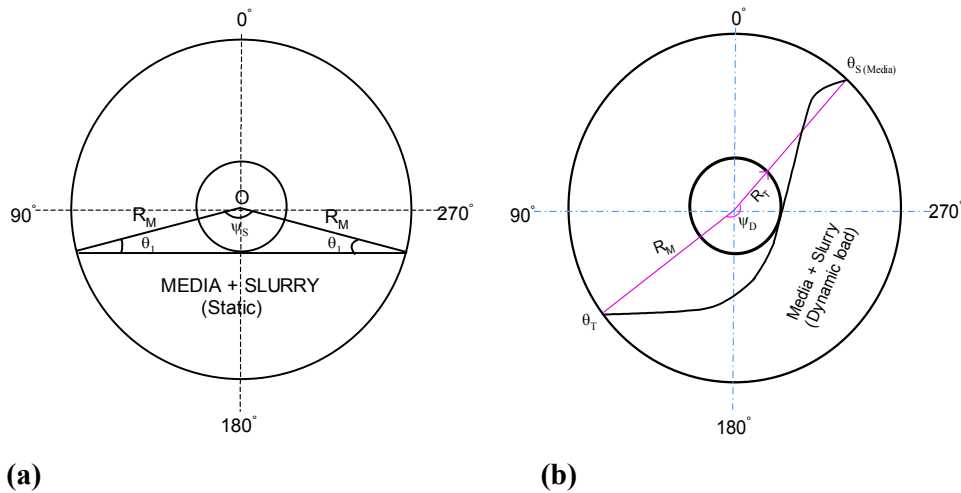 0°
90°
270°
O
R_M
R_M
ψ_S
θ_1
θ_1
MEDIA + SLURRY
(Static)
180°
(a)
0°
θ_S (Media)
90°
270°
R_T
ψ_D
R_M
Media + Slurry
(Dynamic load)
θ_T
180°
(b)